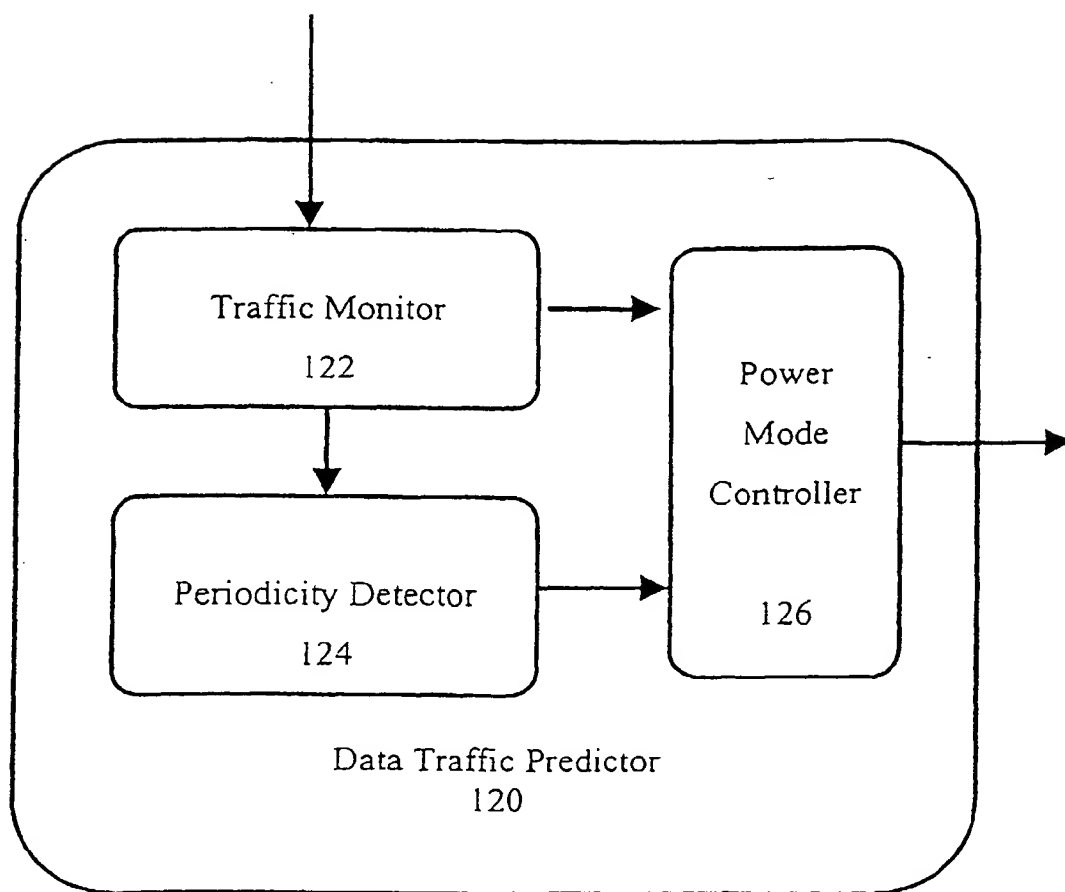 Traffic Monitor
122
Power
Mode
Controller
126
Periodicity Detector
124
Data Traffic Predictor
120